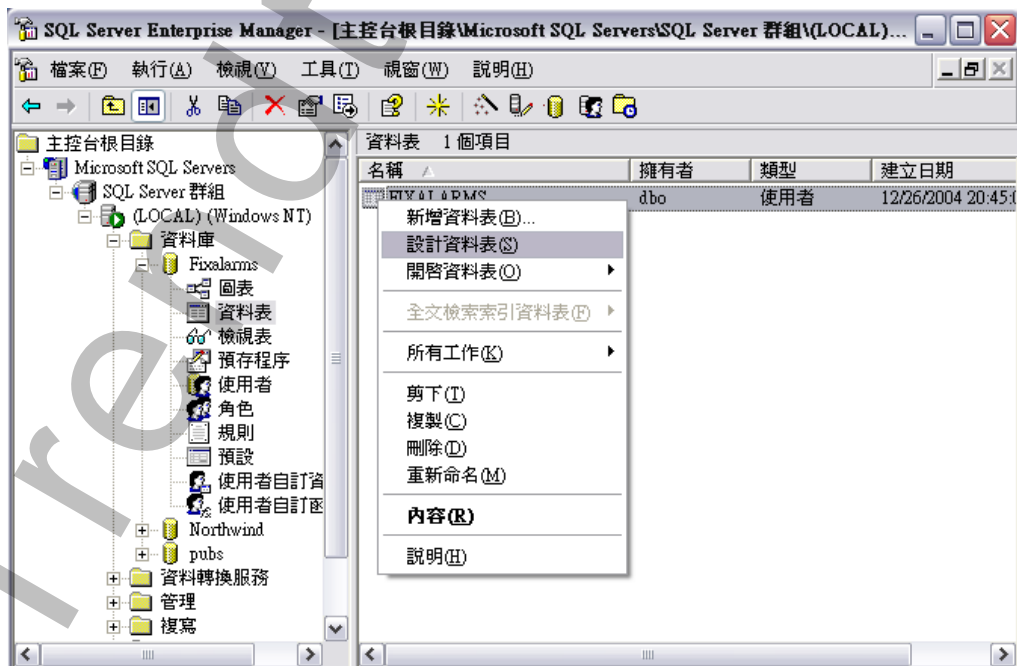 SQL Server Enterprise Manager - [主控台根目錄\Microsoft SQL Servers\SQL Server 群組\(LOCAL)...
檔案(F) 執行(A) 檢視(V) 工具(T) 視窗(W) 說明(H)
主控台根目錄
Microsoft SQL Servers
SQL Server 群組
(LOCAL) (Windows NT)
資料庫
Fixalarms
圖表
資料表
檢視表
預存程序
使用者
角色
規則
預設
使用者自訂資
使用者自訂函
Northwind
pubs
資料轉換服務
管理
複寫
資料表 1 個項目
名稱 擁有者 類型 建立日期
FIXALARMS dbo 使用者 12/26/2004 20:45:0
新增資料表(B)...
設計資料表(S)
開啓資料表(O)
全文檢索索引資料表(F)
所有工作(K)
剪下(T)
複製(C)
刪除(D)
重新命名(M)
內容(R)
說明(H)
Trendt